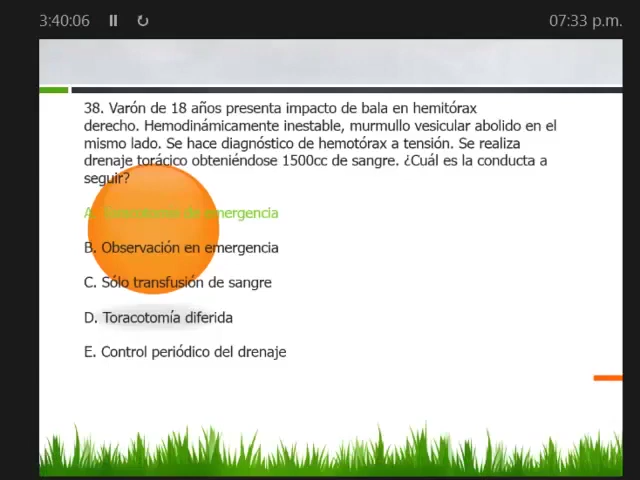 3:40:06
07:33 p.m.
38. Varón de 18 años presenta impacto de bala en hemitórax
derecho. Hemodinámicamente inestable, murmullo vesicular abolido en el
mismo lado. Se hace diagnóstico de hemotórax a tensión. Se realiza
drenaje torácico obteniéndose 1500cc de sangre. ¿Cuál es la conducta a
seguir?
A. Toracotomía de emergencia
B. Observación en emergencia
C. Sólo transfusión de sangre
D. Toracotomía diferida
E. Control periódico del drenaje